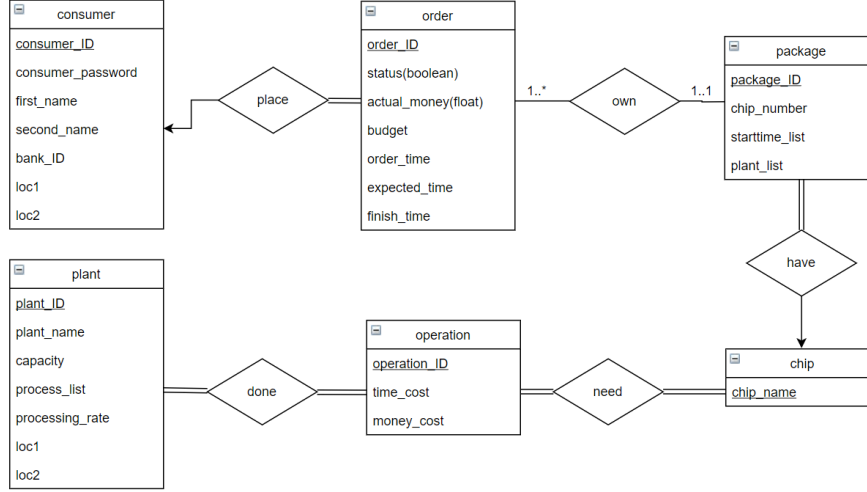 consumer
consumer_ID
consumer_password
first_name
second_name
bank_ID
loc1
loc2
place
order
order_ID
status(boolean)
actual_money(float)
budget
order_time
expected_time
finish_time
1..*
own
1..1
package
package_ID
chip_number
starttime_list
plant_list
have
plant
plant_ID
plant_name
capacity
process_list
processing_rate
loc1
loc2
done
operation
operation_ID
time_cost
money_cost
need
chip
chip_name